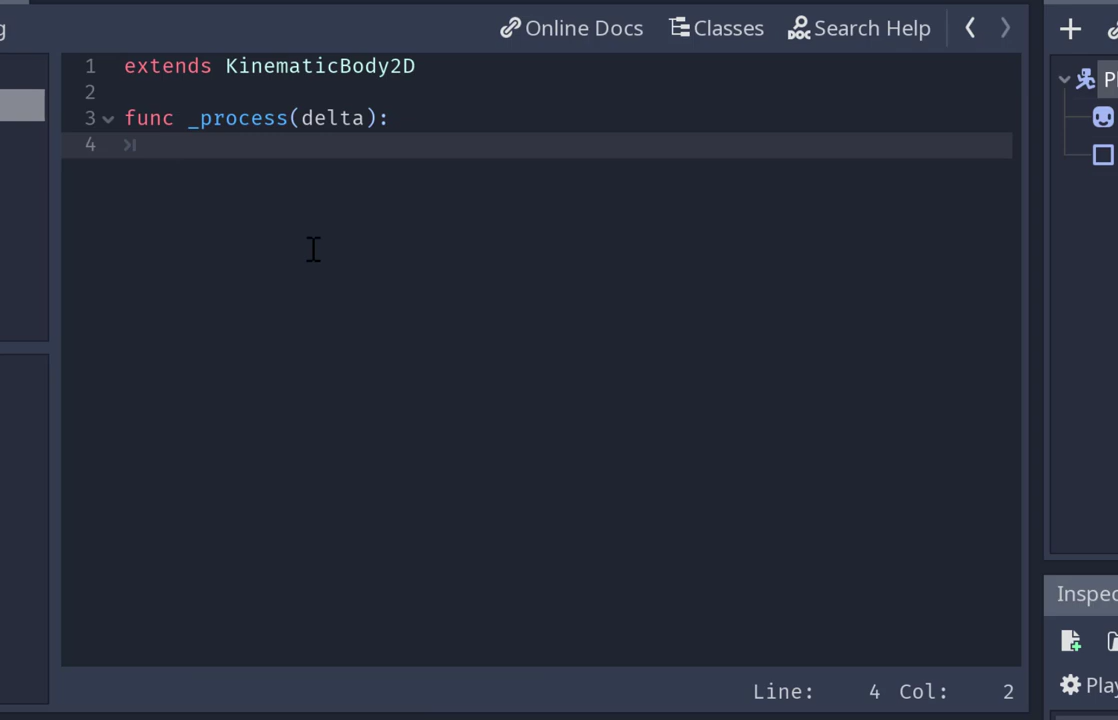 g
Online Docs Classes Search Help
1 extends KinematicBody2D
2
3 func _process(delta):
4
Pl
Inspec
Play
Line: 4 Col: 2